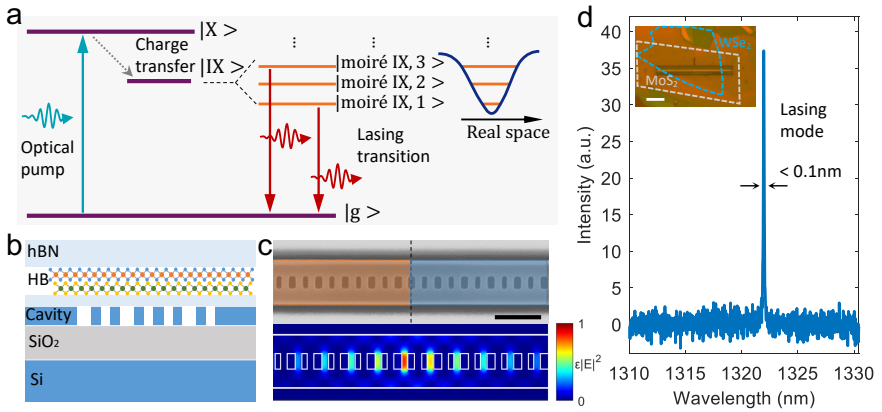 a
|X >
Charge
transfer
|IX >
Optical
pump
|moiré IX, 3 >
|moiré IX, 2 >
|moiré IX, 1 >
Real space
Lasing
transition
|g >
b
hBN
HB
Cavity
SiO₂
Si
c
1
ε|E|²
0
d
Intensity (a.u.)
40
35
30
25
20
15
10
5
0
WSe₂
MoS₂
Lasing
mode
< 0.1nm
1310
1315
1320
1325
1330
Wavelength (nm)